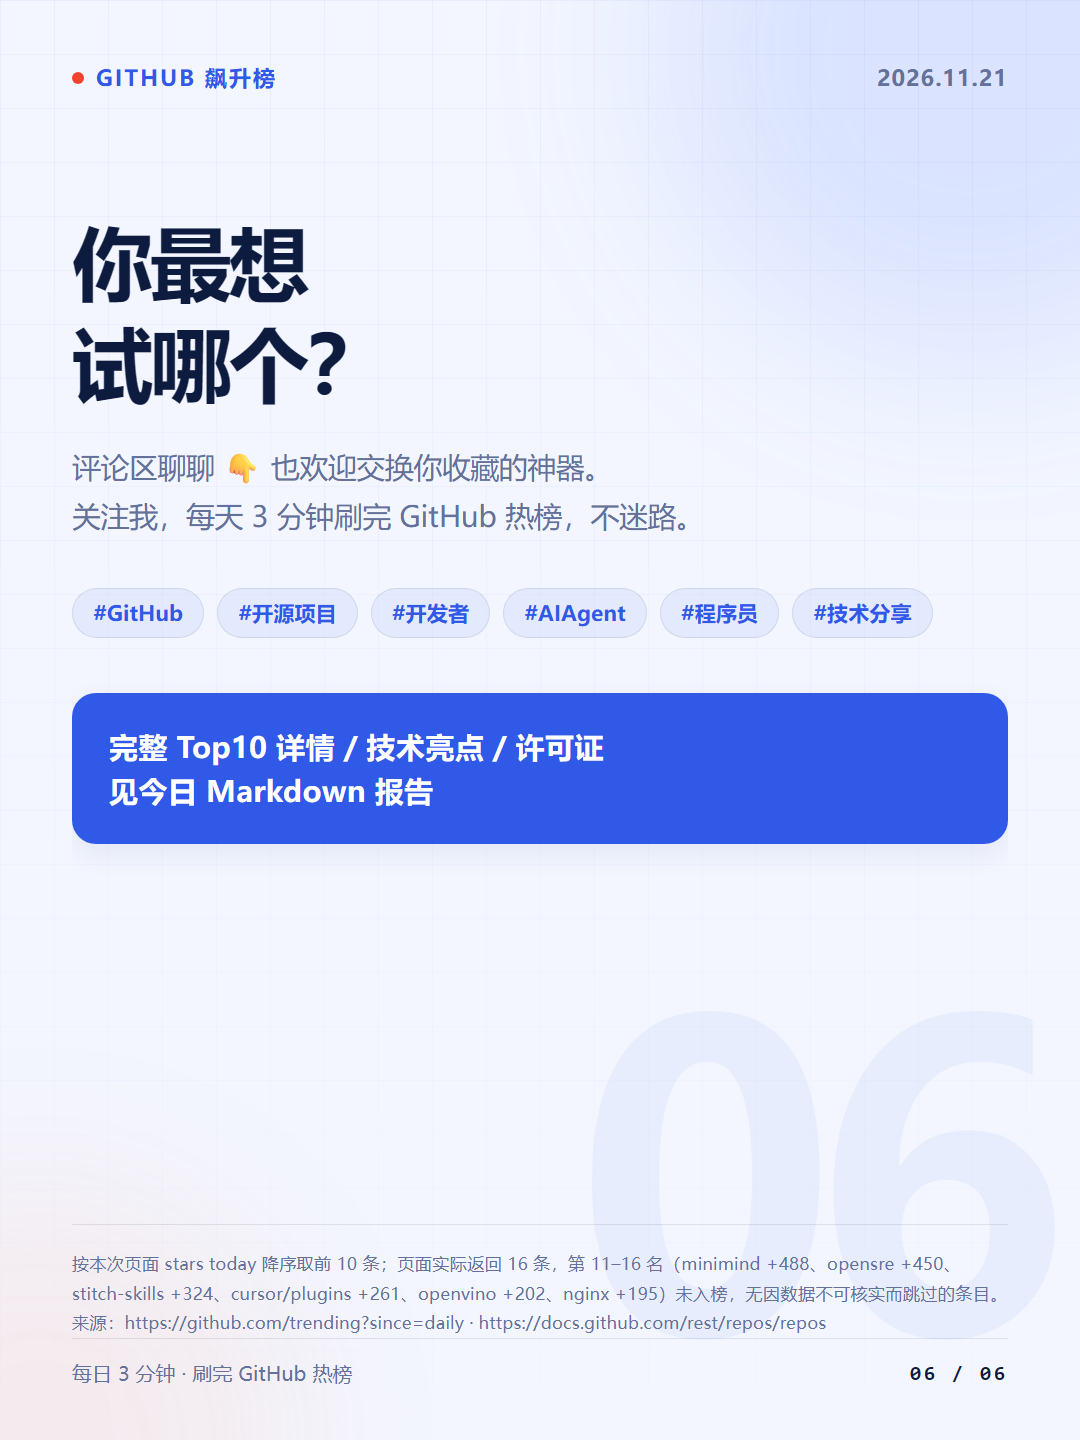 GITHUB 飙升榜
2026.11.21
你最想
试哪个？
评论区聊聊 👇 也欢迎交换你收藏的神器。
关注我，每天 3 分钟刷完 GitHub 热榜，不迷路。
#GitHub #开源项目 #开发者 #AIAgent #程序员 #技术分享
完整 Top10 详情 / 技术亮点 / 许可证
见今日 Markdown 报告
06
按本次页面 stars today 降序取前 10 条；页面实际返回 16 条，第 11–16 名（minimind +488、opensre +450、
stitch-skills +324、cursor/plugins +261、openvino +202、nginx +195）未入榜，无因数据不可核实而跳过的条目。
来源：https://github.com/trending?since=daily · https://docs.github.com/rest/repos/repos
每日 3 分钟 · 刷完 GitHub 热榜
06 / 06